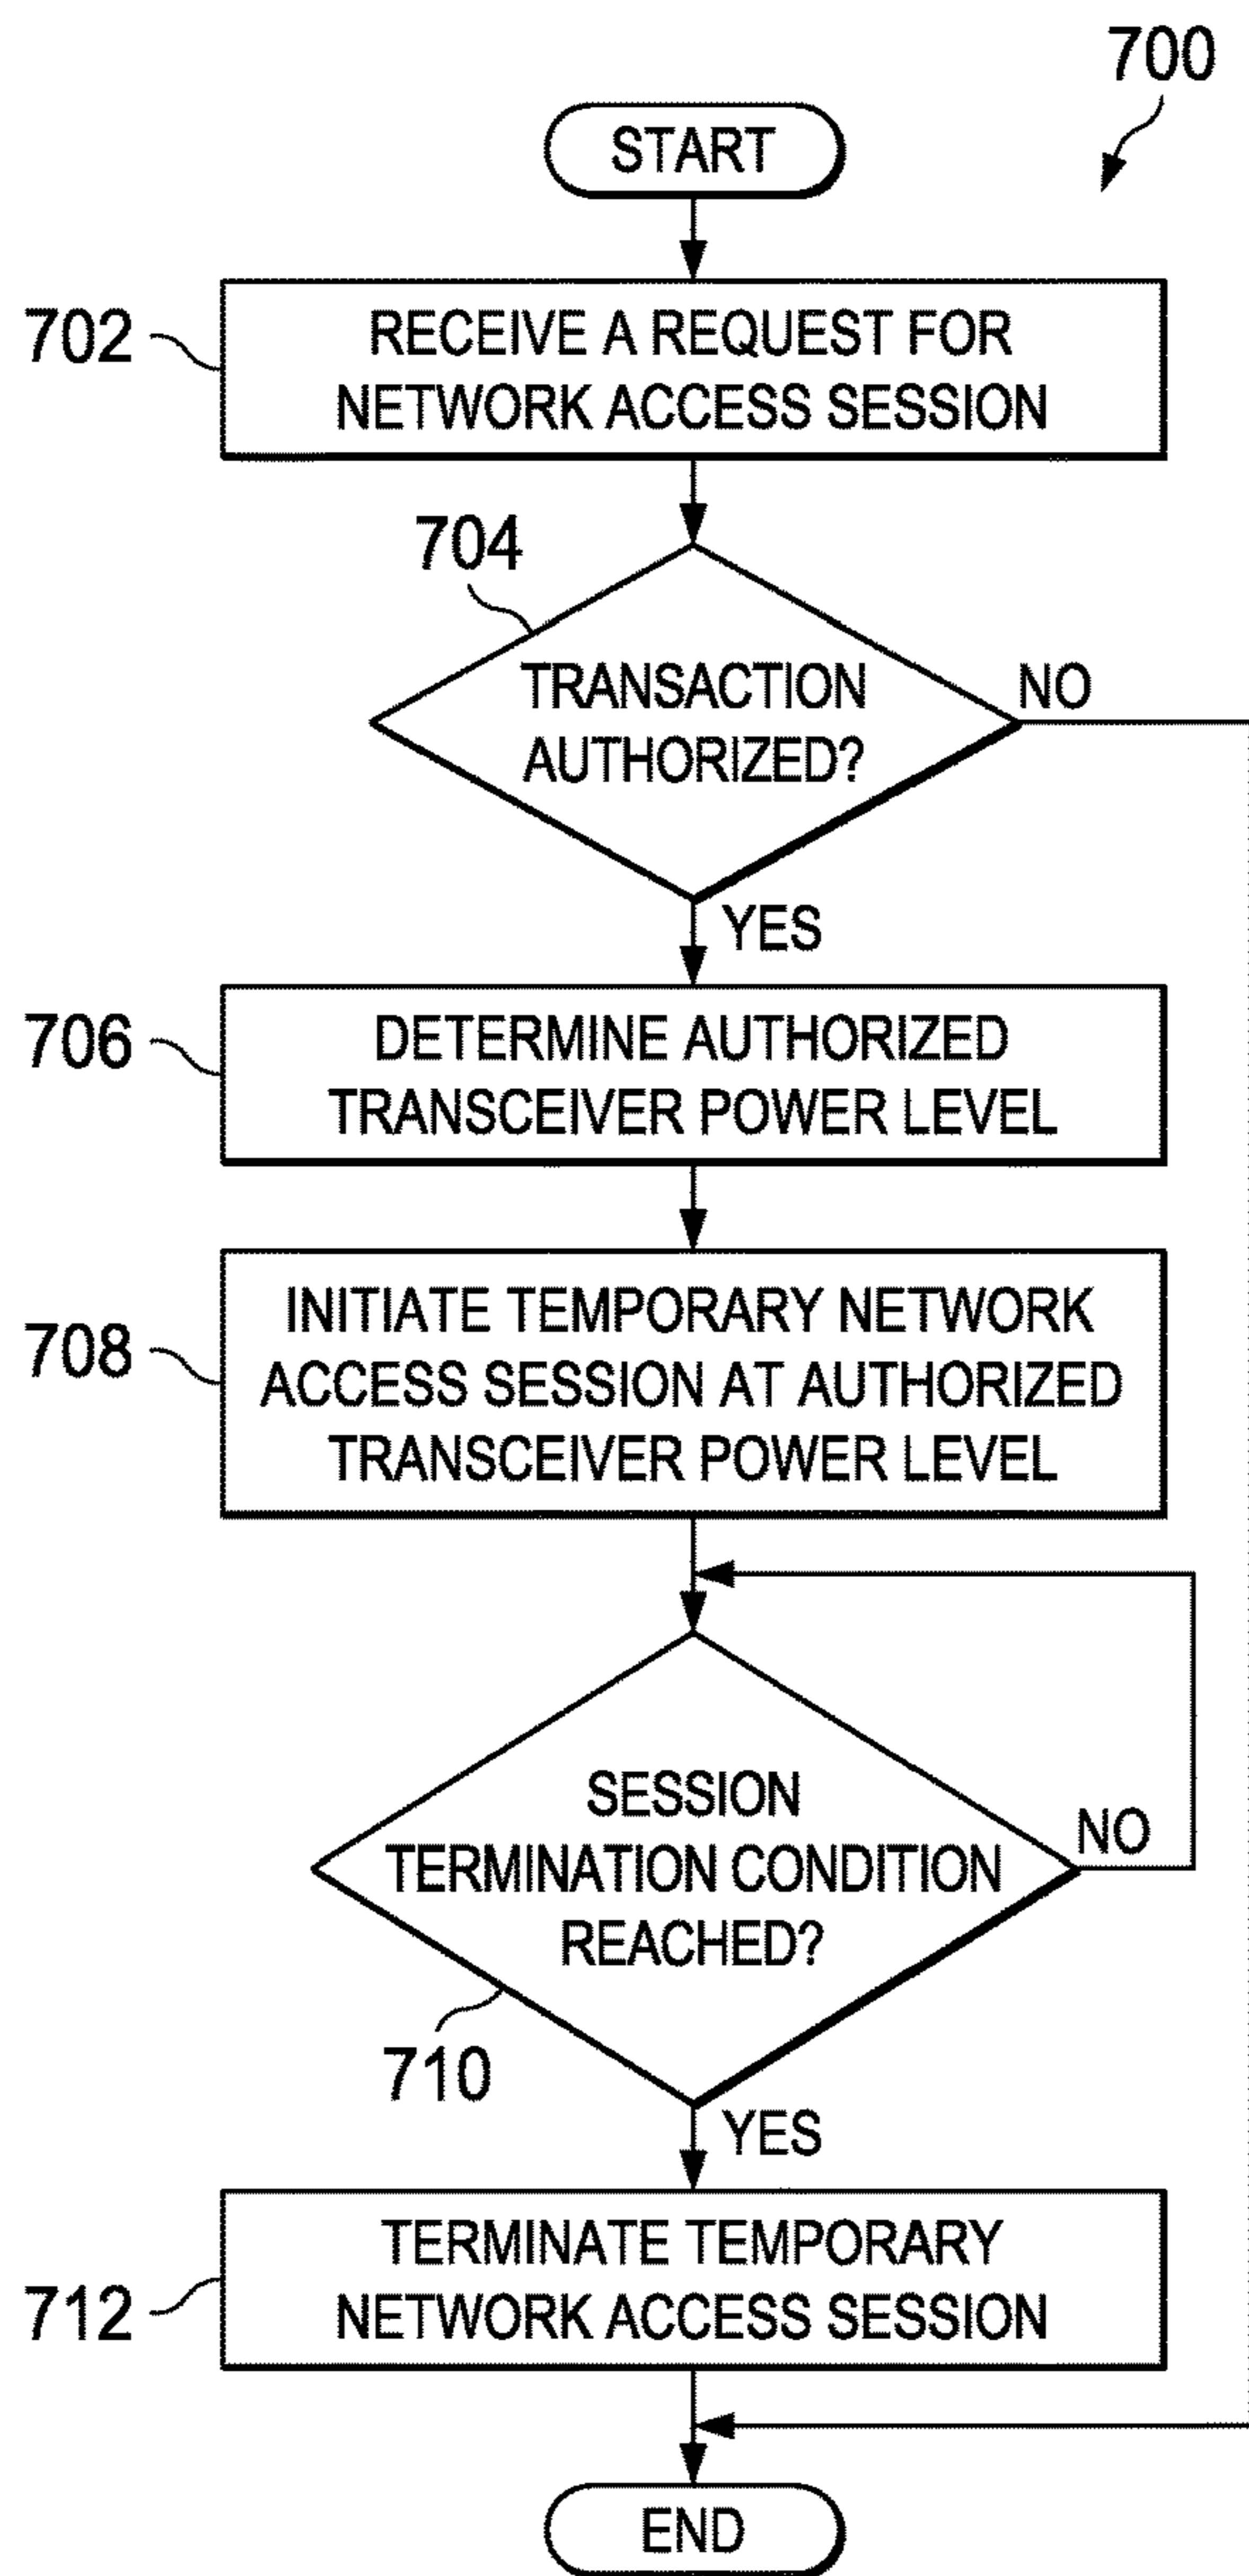 700
START
702
RECEIVE A REQUEST FOR
NETWORK ACCESS SESSION
704
TRANSACTION
AUTHORIZED?
NO
YES
706
DETERMINE AUTHORIZED
TRANSCEIVER POWER LEVEL
708
INITIATE TEMPORARY NETWORK
ACCESS SESSION AT AUTHORIZED
TRANSCEIVER POWER LEVEL
SESSION
TERMINATION CONDITION
REACHED?
NO
710
YES
712
TERMINATE TEMPORARY
NETWORK ACCESS SESSION
END